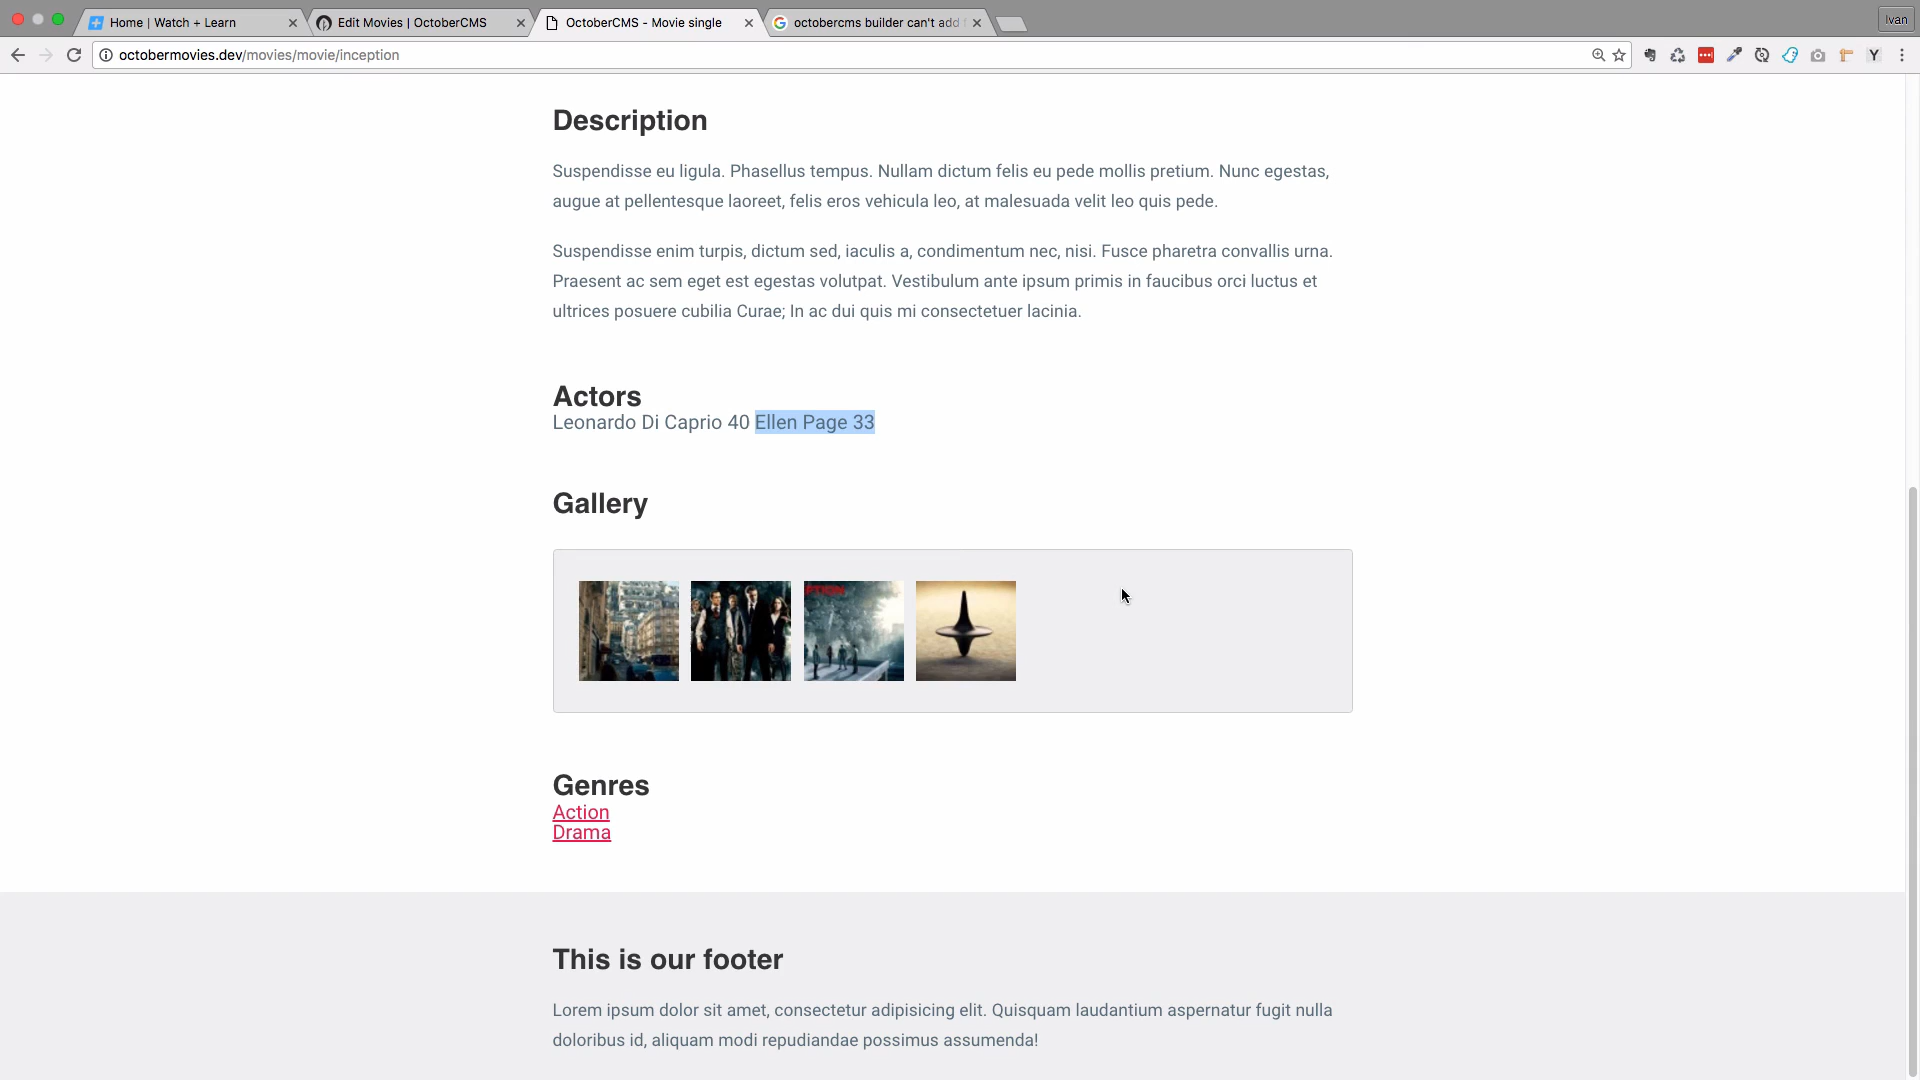 Home | Watch + Learn
Edit Movies | OctoberCMS
OctoberCMS - Movie single
octobercms builder can't add
Ivan
octobermovies.dev/movies/movie/inception
Y
Description
Suspendisse eu ligula. Phasellus tempus. Nullam dictum felis eu pede mollis pretium. Nunc egestas,
augue at pellentesque laoreet, felis eros vehicula leo, at malesuada velit leo quis pede.
Suspendisse enim turpis, dictum sed, iaculis a, condimentum nec, nisi. Fusce pharetra convallis urna.
Praesent ac sem eget est egestas volutpat. Vestibulum ante ipsum primis in faucibus orci luctus et
ultrices posuere cubilia Curae; In ac dui quis mi consectetuer lacinia.
Actors
Leonardo Di Caprio 40 Ellen Page 33
Gallery
Genres
Action
Drama
This is our footer
Lorem ipsum dolor sit amet, consectetur adipisicing elit. Quisquam laudantium aspernatur fugit nulla
doloribus id, aliquam modi repudiandae possimus assumenda!